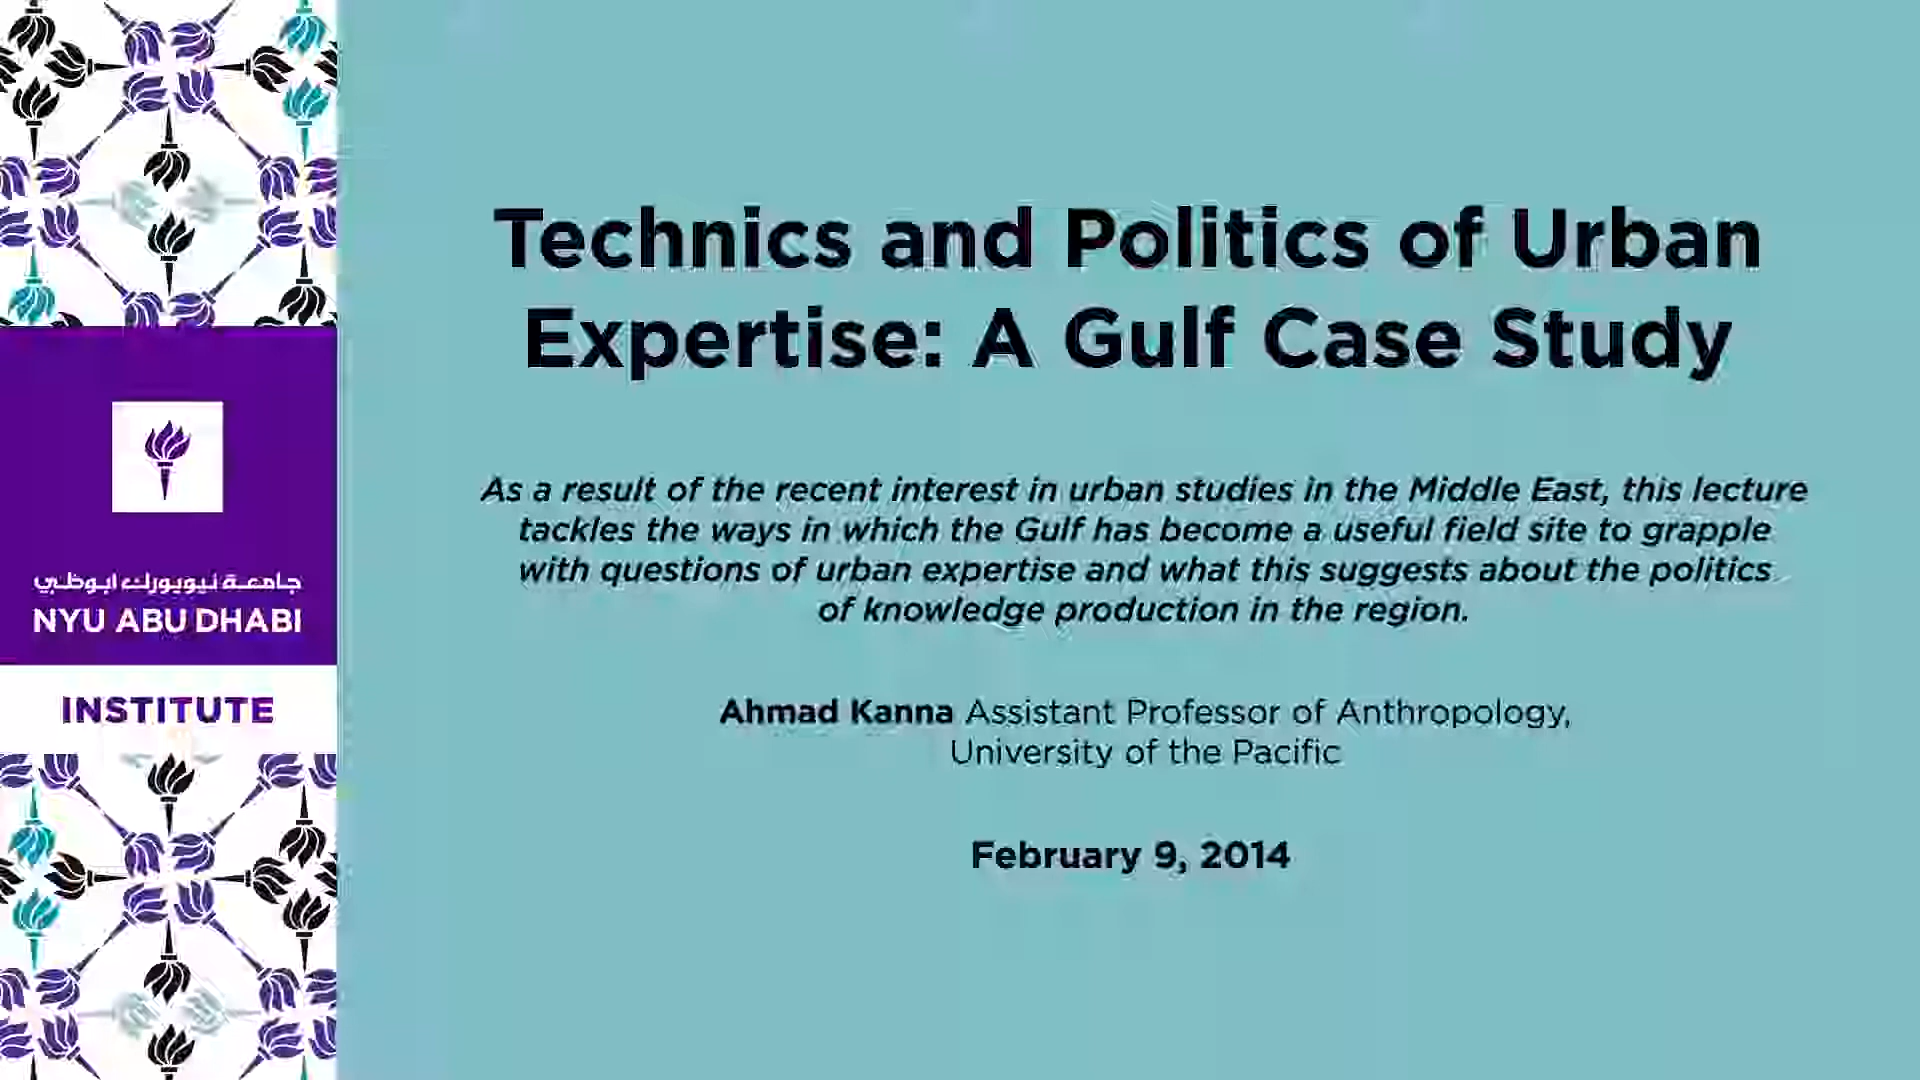 جامعة نيويورك ابوظبي
NYU ABU DHABI
INSTITUTE
Technics and Politics of Urban
Expertise: A Gulf Case Study
As a result of the recent interest in urban studies in the Middle East, this lecture
tackles the ways in which the Gulf has become a useful field site to grapple
with questions of urban expertise and what this suggests about the politics
of knowledge production in the region.
Ahmad Kanna Assistant Professor of Anthropology,
University of the Pacific
February 9, 2014